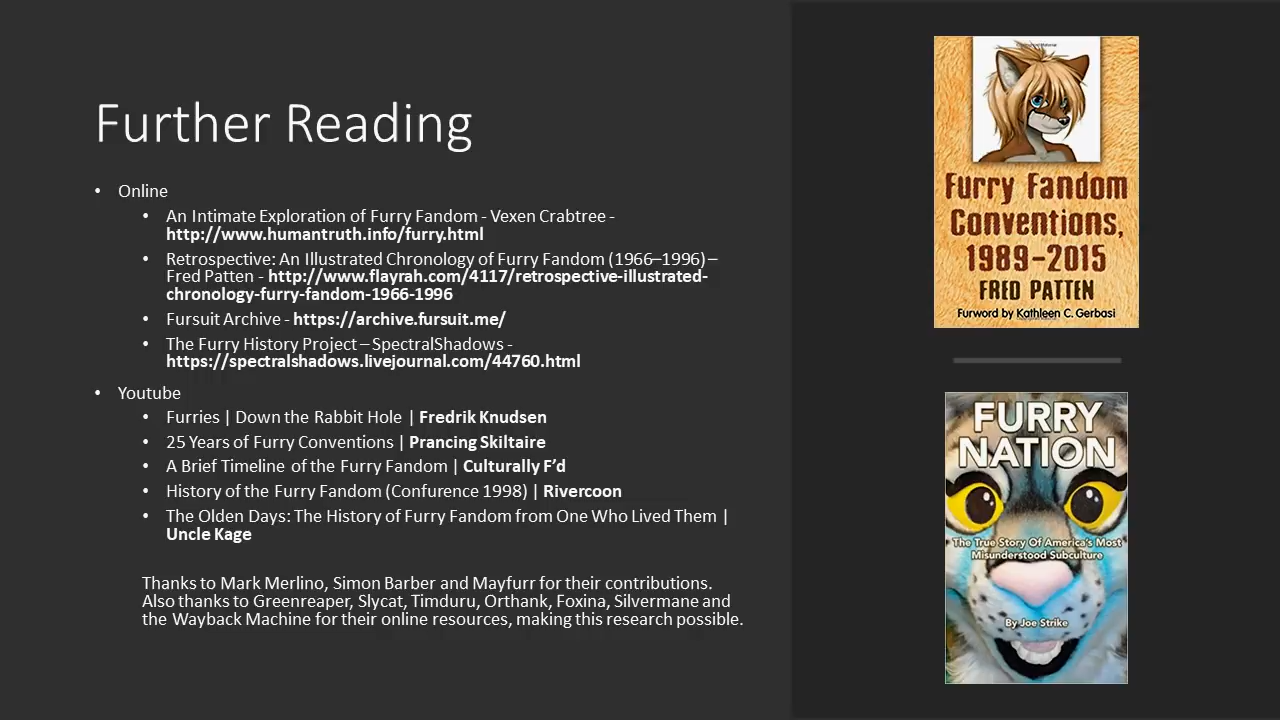 Further Reading
• Online
• An Intimate Exploration of Furry Fandom - Vexen Crabtree -
http://www.humantruth.info/furry.html
• Retrospective: An Illustrated Chronology of Furry Fandom (1966–1996) –
Fred Patten - http://www.flayrah.com/4117/retrospective-illustrated-
chronology-furry-fandom-1966-1996
• Fursuit Archive - https://archive.fursuit.me/
• The Furry History Project – SpectralShadows -
https://spectralshadows.livejournal.com/44760.html
• Youtube
• Furries | Down the Rabbit Hole | Fredrik Knudsen
• 25 Years of Furry Conventions | Prancing Skiltaire
• A Brief Timeline of the Furry Fandom | Culturally F’d
• History of the Furry Fandom (Confurence 1998) | Rivercoon
• The Olden Days: The History of Furry Fandom from One Who Lived Them |
Uncle Kage
Thanks to Mark Merlino, Simon Barber and Mayfurr for their contributions.
Also thanks to Greenreaper, Slycat, Timduru, Orthank, Foxina, Silvermane and
the Wayback Machine for their online resources, making this research possible.
Furry Fandom
Conventions,
1989–2015
FRED PATTEN
Furword by Kathleen C. Gerbasi
FURRY
NATION
The True Story Of America's Most
Misunderstood Subculture
By Joe Strike